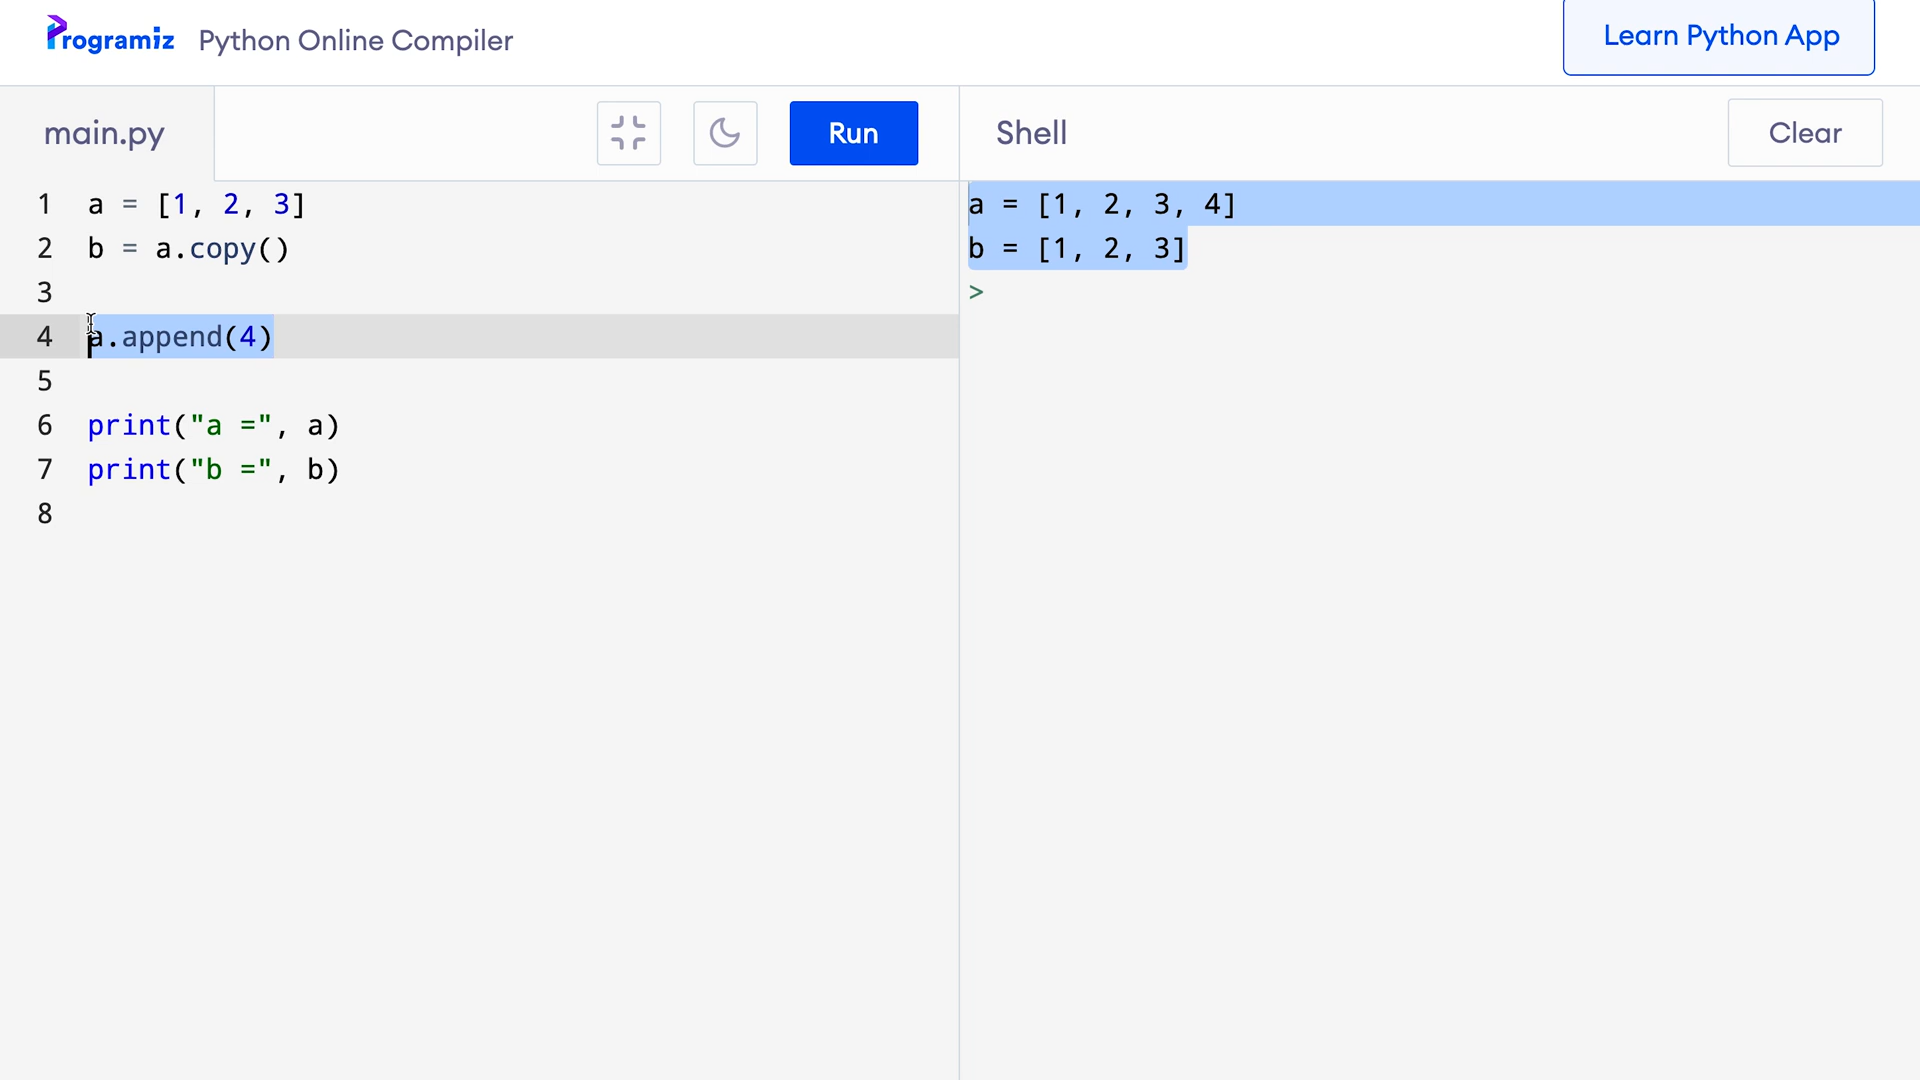 Programiz Python Online Compiler
Learn Python App
main.py
Run
Shell
Clear
1 a = [1, 2, 3]
2 b = a.copy()
3
4 a.append(4)
5
6 print("a =", a)
7 print("b =", b)
8
a = [1, 2, 3, 4]
b = [1, 2, 3]
>